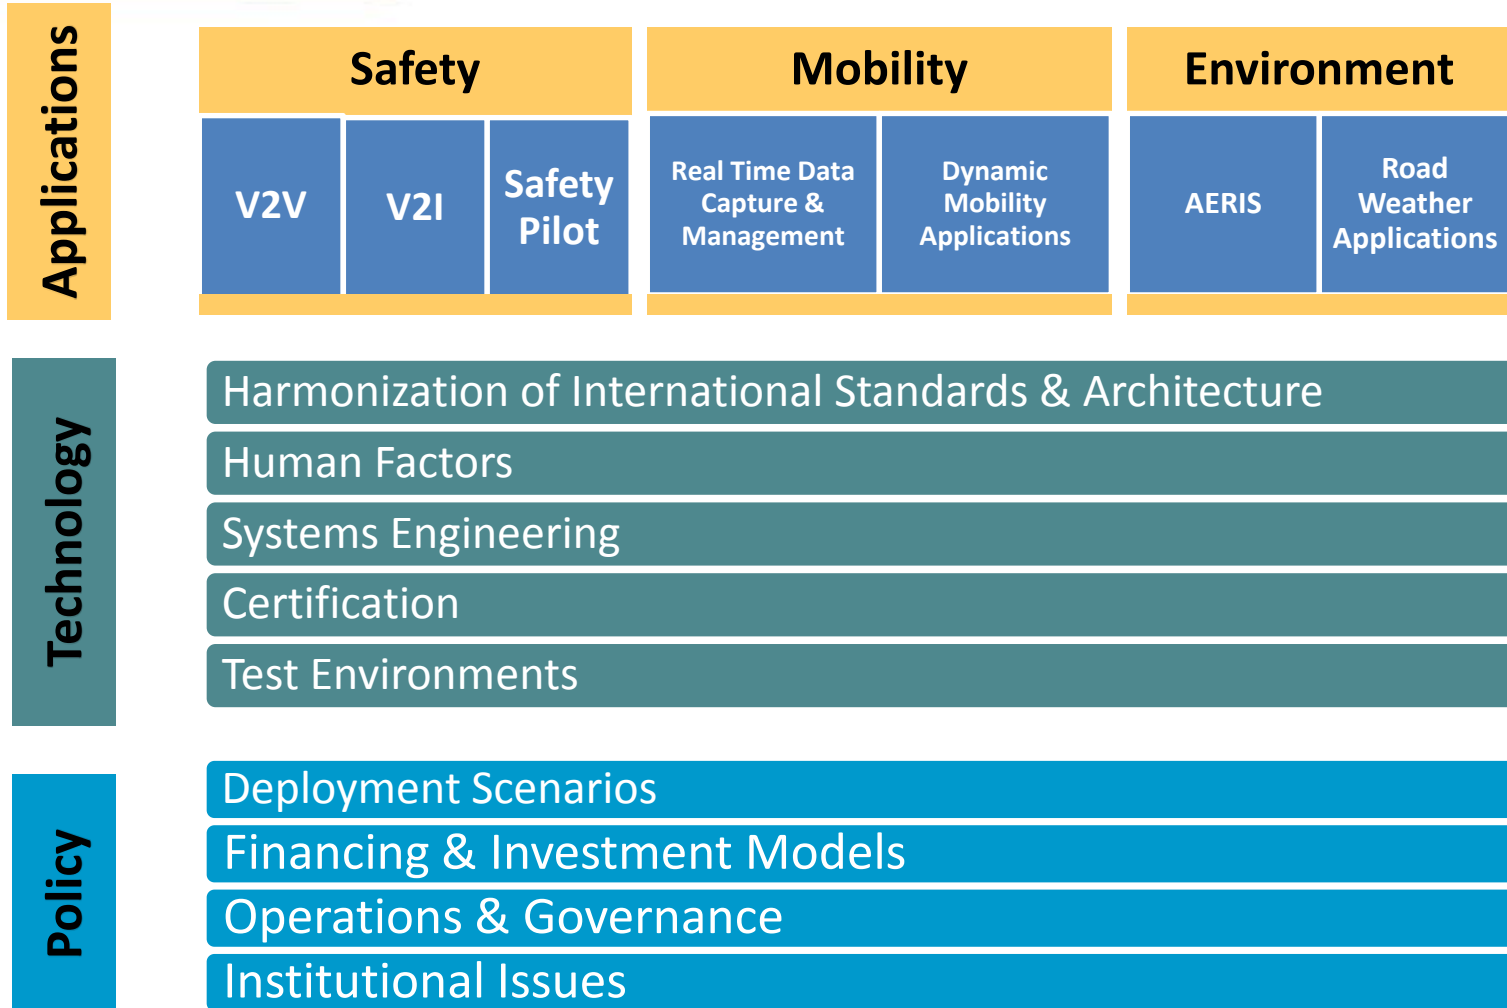 Applications
Safety
Mobility
Environment
V2V
V2I
Safety
Pilot
Real Time Data
Capture &
Management
Dynamic
Mobility
Applications
AERIS
Road
Weather
Applications
Technology
Harmonization of International Standards & Architecture
Human Factors
Systems Engineering
Certification
Test Environments
Policy
Deployment Scenarios
Financing & Investment Models
Operations & Governance
Institutional Issues